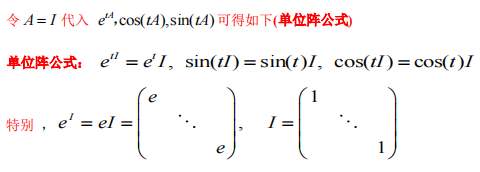 令 A = I 代入 e^{tA}, cos(tA), sin(tA) 可得如下(单位阵公式)
单位阵公式： e^{tI} = e^t I, sin(tI) = sin(t)I, cos(tI) = cos(t)I
特别 ，e^I = eI = \begin{pmatrix} e & & \\ & \ddots & \\ & & e \end{pmatrix}, I = \begin{pmatrix} 1 & & \\ & \ddots & \\ & & 1 \end{pmatrix}